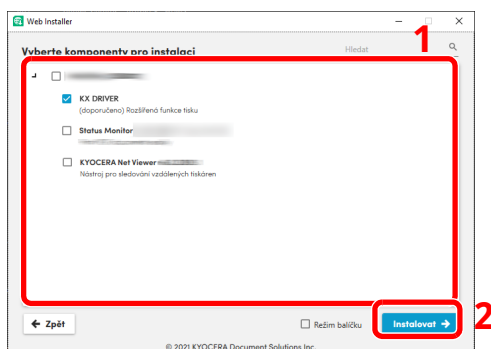 Web Installer
1
Vyberte komponenty pro instalaci
Hledat
KX DRIVER
(doporučeno) Rozšířená funkce tisku
Status Monitor
KYOCERA Net Viewer
Nástroj pro sledování vzdálených tiskáren
Zpět
Režim balíčku
Instalovat
2
© 2021 KYOCERA Document Solutions Inc.